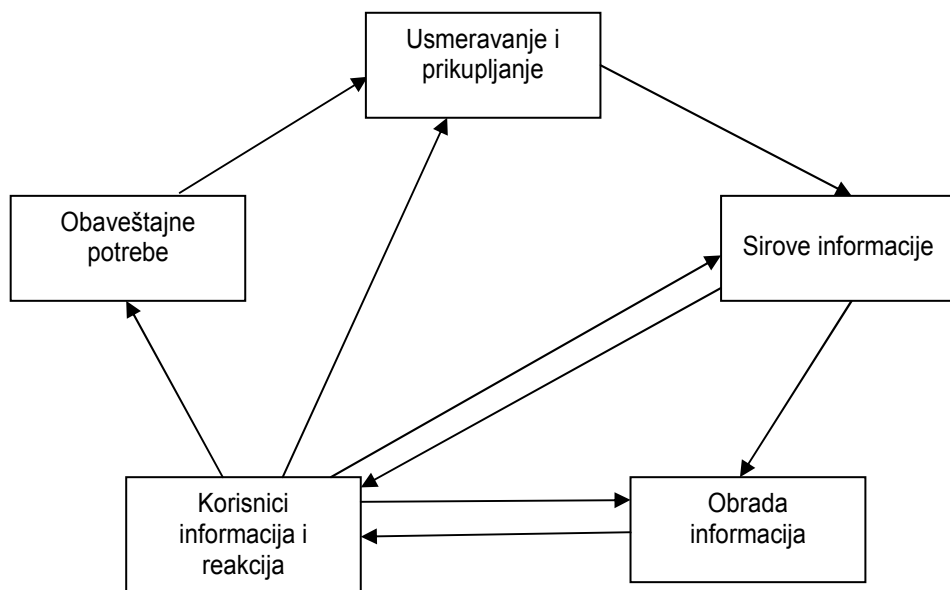 Usmeravanje i
prikupljanje
Obaveštajne
potrebe
Sirove informacije
Korisnici
informacija i
reakcija
Obrada
informacija